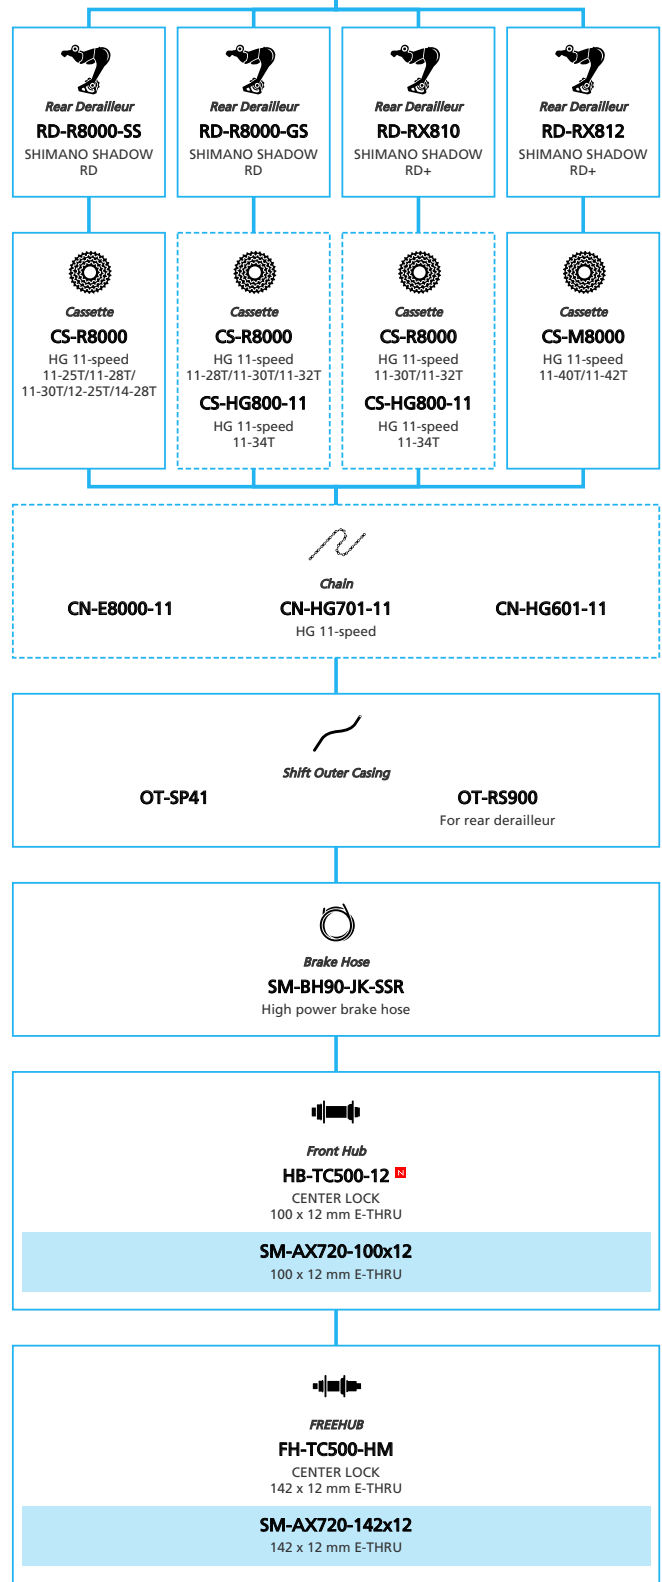 Rear Derailleur
RD-R8000-SS
SHIMANO SHADOW
RD
Rear Derailleur
RD-R8000-GS
SHIMANO SHADOW
RD
Rear Derailleur
RD-RX810
SHIMANO SHADOW
RD+
Rear Derailleur
RD-RX812
SHIMANO SHADOW
RD+
Cassette
CS-R8000
HG 11-speed
11-25T/11-28T/
11-30T/12-25T/14-28T
Cassette
CS-R8000
HG 11-speed
11-28T/11-30T/11-32T
CS-HG800-11
HG 11-speed
11-34T
Cassette
CS-R8000
HG 11-speed
11-30T/11-32T
CS-HG800-11
HG 11-speed
11-34T
Cassette
CS-M8000
HG 11-speed
11-40T/11-42T
Chain
CN-E8000-11
CN-HG701-11
HG 11-speed
CN-HG601-11
Shift Outer Casing
OT-SP41
OT-RS900
For rear derailleur
Brake Hose
SM-BH90-JK-SSR
High power brake hose
Front Hub
HB-TC500-12 N
CENTER LOCK
100 x 12 mm E-THRU
SM-AX720-100x12
100 x 12 mm E-THRU
FREEHUB
FH-TC500-HM
CENTER LOCK
142 x 12 mm E-THRU
SM-AX720-142x12
142 x 12 mm E-THRU